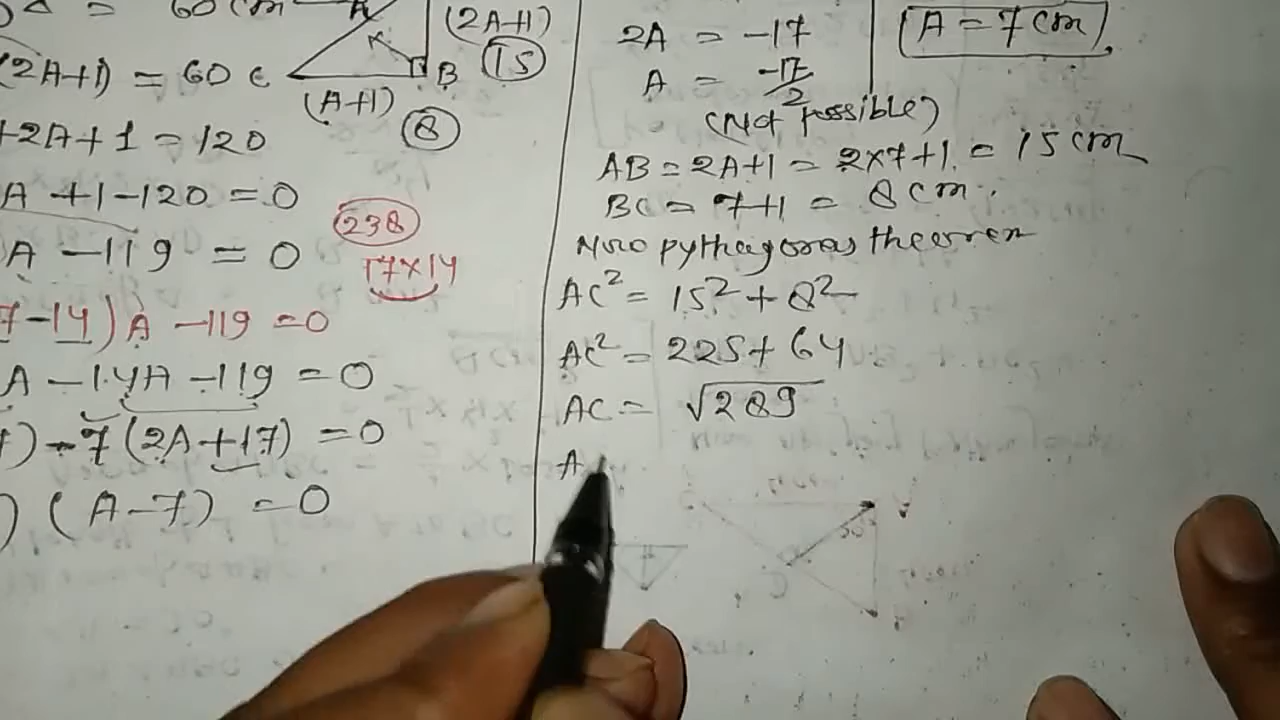 = 60 cm
(2A+1)
15
(2A+1) = 60 c
B
(A+1)
8
+2A+1 = 120
A +1-120 = 0
238
A -119 = 0
17×14
7-14) A -119 = 0
A - 14A - 119 = 0
) - 7 (2A+17) = 0
) (A-7) = 0
2A = -17
A = 7 cm
A = -17/2
(Not possible)
AB = 2A+1 = 2×7+1 = 15 cm
BC = 7+1 = 8 cm.
Now pythagoras theorem
AC² = 15² + 8²
AC² = 225 + 64
AC = √289
A